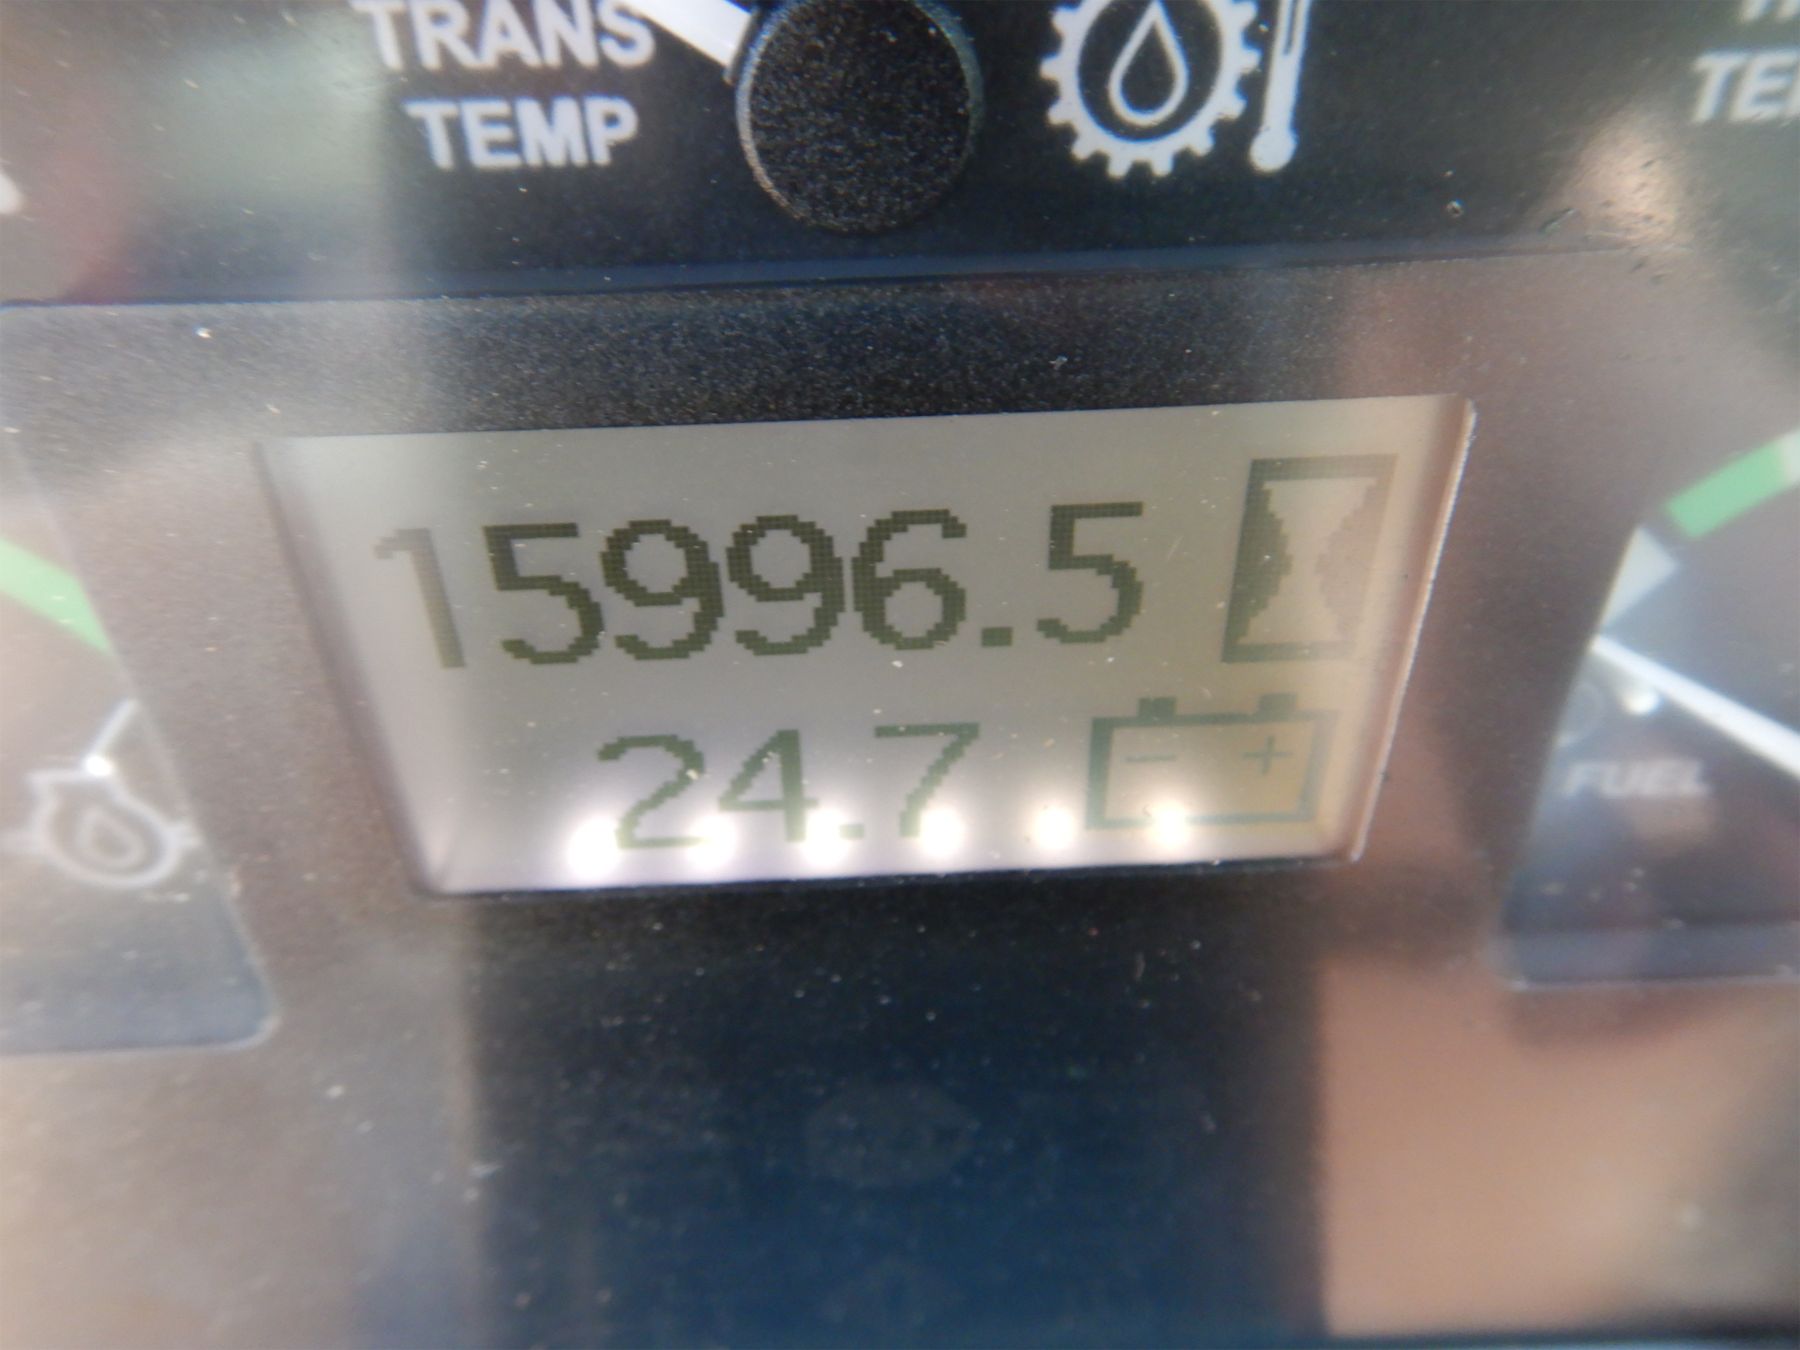 TRANS
TEMP
15996.5
24.7
- +
FUEL